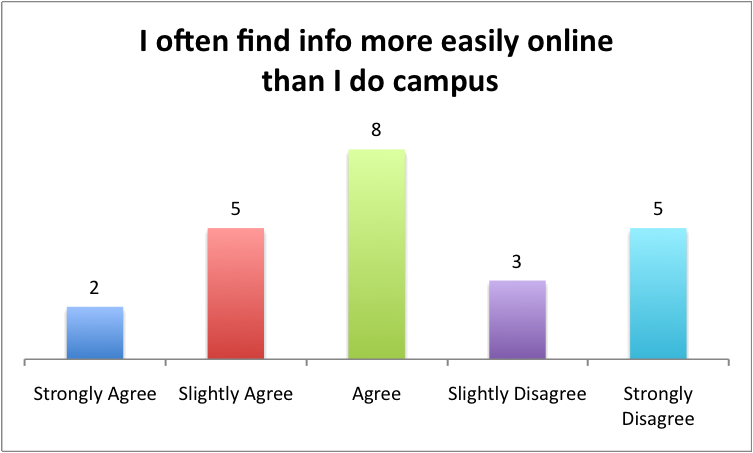 I often find info more easily online
than I do campus
8
5
5
3
2
Strongly Agree
Slightly Agree
Agree
Slightly Disagree
Strongly
Disagree